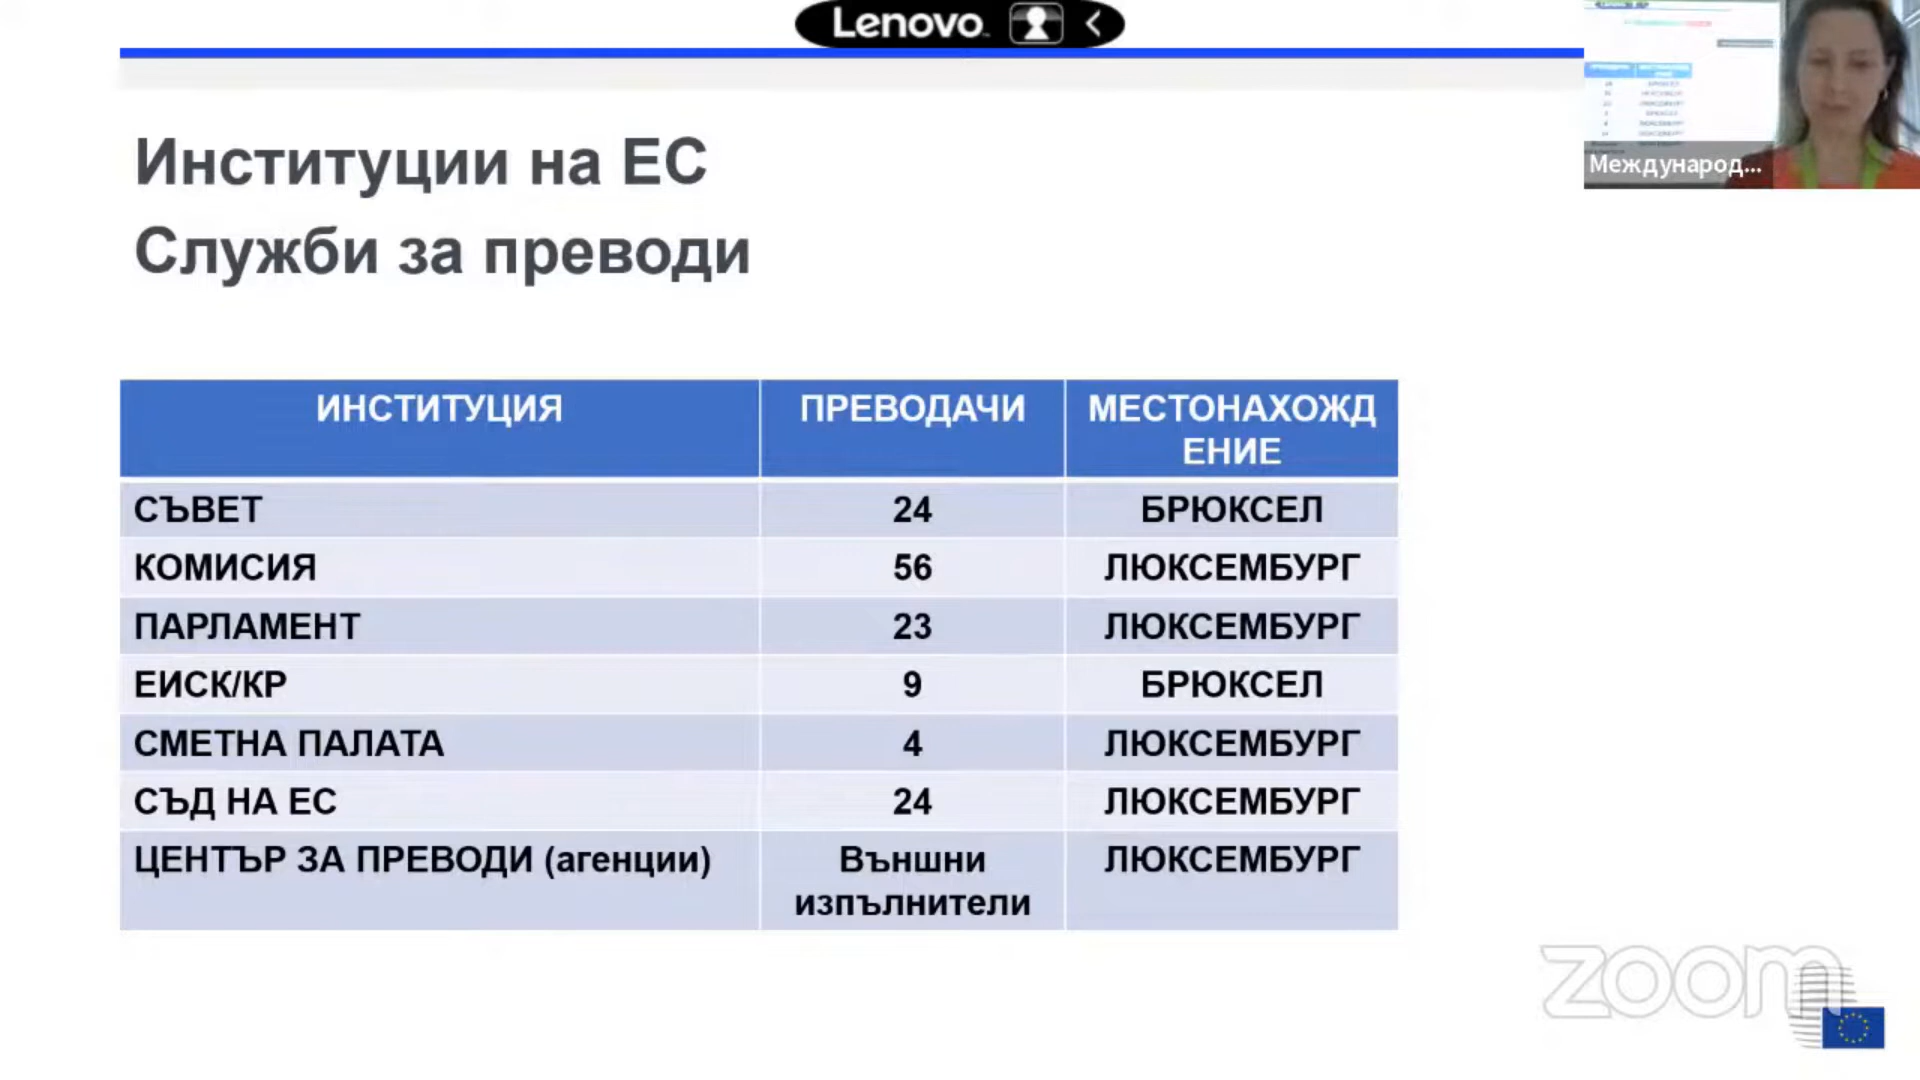 Lenovo
Международ...
Институции на ЕС
Служби за преводи
ИНСТИТУЦИЯ ПРЕВОДАЧИ МЕСТОНАХОЖД
ЕНИЕ
СЪВЕТ 24 БРЮКСЕЛ
КОМИСИЯ 56 ЛЮКСЕМБУРГ
ПАРЛАМЕНТ 23 ЛЮКСЕМБУРГ
ЕИСК/КР 9 БРЮКСЕЛ
СМЕТНА ПАЛАТА 4 ЛЮКСЕМБУРГ
СЪД НА ЕС 24 ЛЮКСЕМБУРГ
ЦЕНТЪР ЗА ПРЕВОДИ (агенции) Външни ЛЮКСЕМБУРГ
изпълнители
zoom